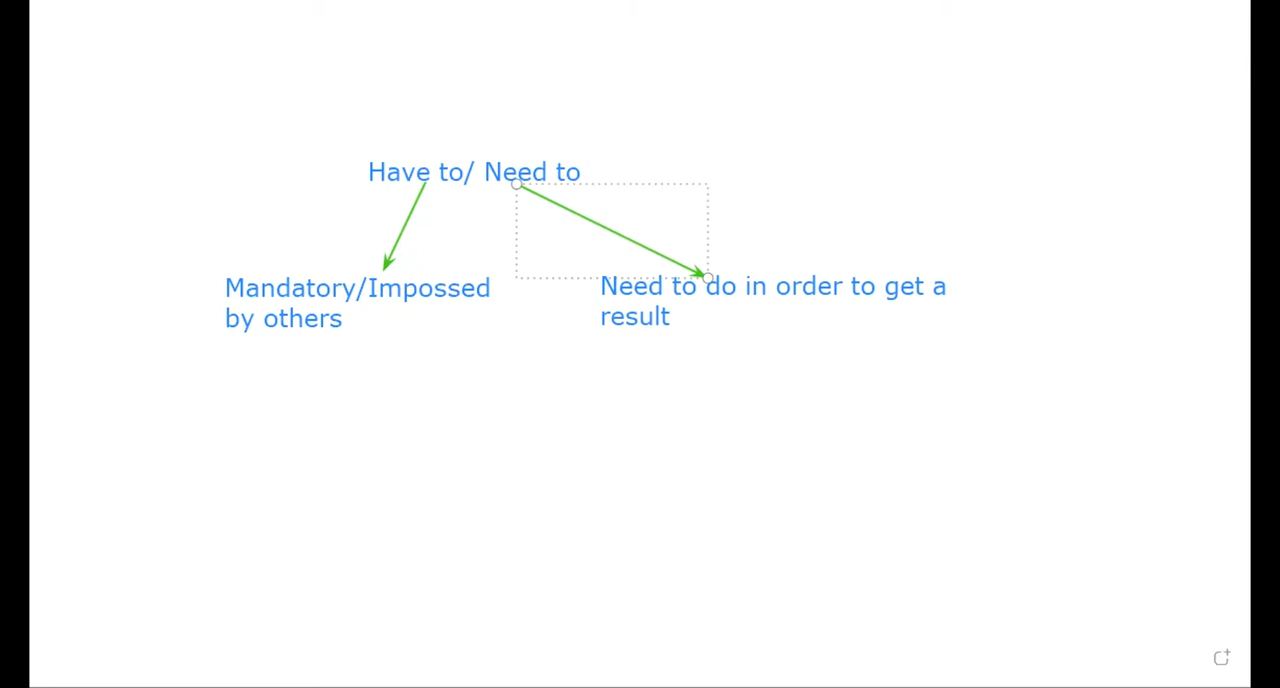 Have to/ Need to
Mandatory/Impossed
by others
Need to do in order to get a
result